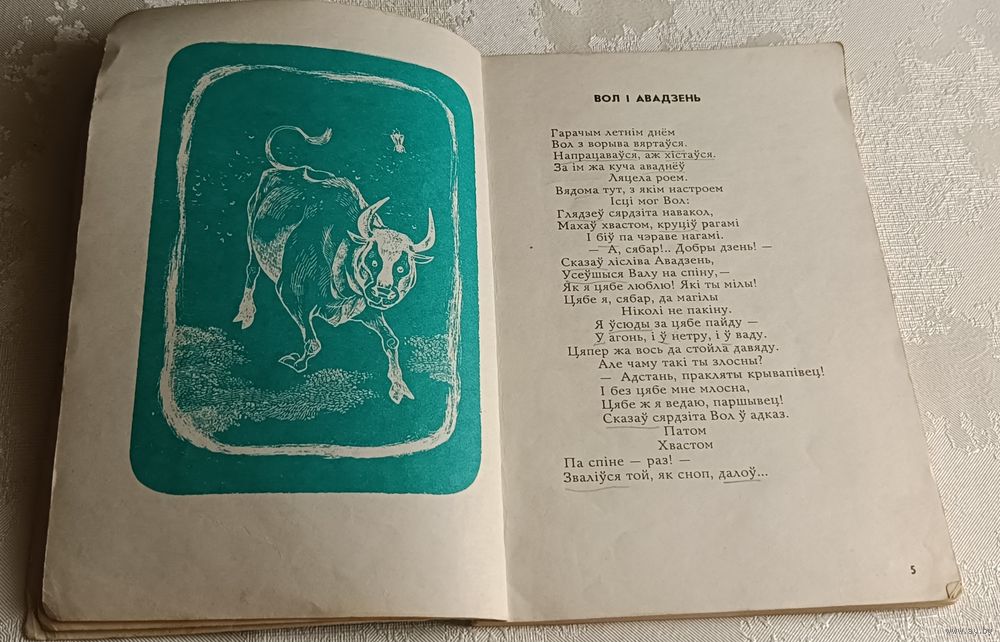 ВОЛ І АВАДЗЕНЬ
Гарачым летнім днём
Вол з ворыва вяртаўся.
Напрацаваўся, аж хістаўся.
За ім жа куча аваднёў
Ляцела роем.
Вядома тут, з якім настроем
Ісці мог Вол:
Глядзеў сярдзіта навакол,
Махаў хвастом, круціў рагамі
І біў па чэраве нагамі.
— А, сябар!.. Добры дзень! —
Сказаў лісліва Авадзень,
Усеўшыся Валу на спіну,—
Як я цябе люблю! Які ты мілы!
Цябе я, сябар, да магілы
Ніколі не пакіну.
Я ўсюды за цябе пайду —
У агонь, і ў нетру, і ў ваду.
Цяпер жа вось да стойла давяду.
Але чаму такі ты злосны?
— Адстань, пракляты крывапівец!
І без цябе мне млосна,
Цябе ж я ведаю, паршывец!
Сказаў сярдзіта Вол ў адказ.
Патом
Хвастом
Па спіне — раз! —
Зваліўся той, як сноп, далоў...
5
www.ay.by